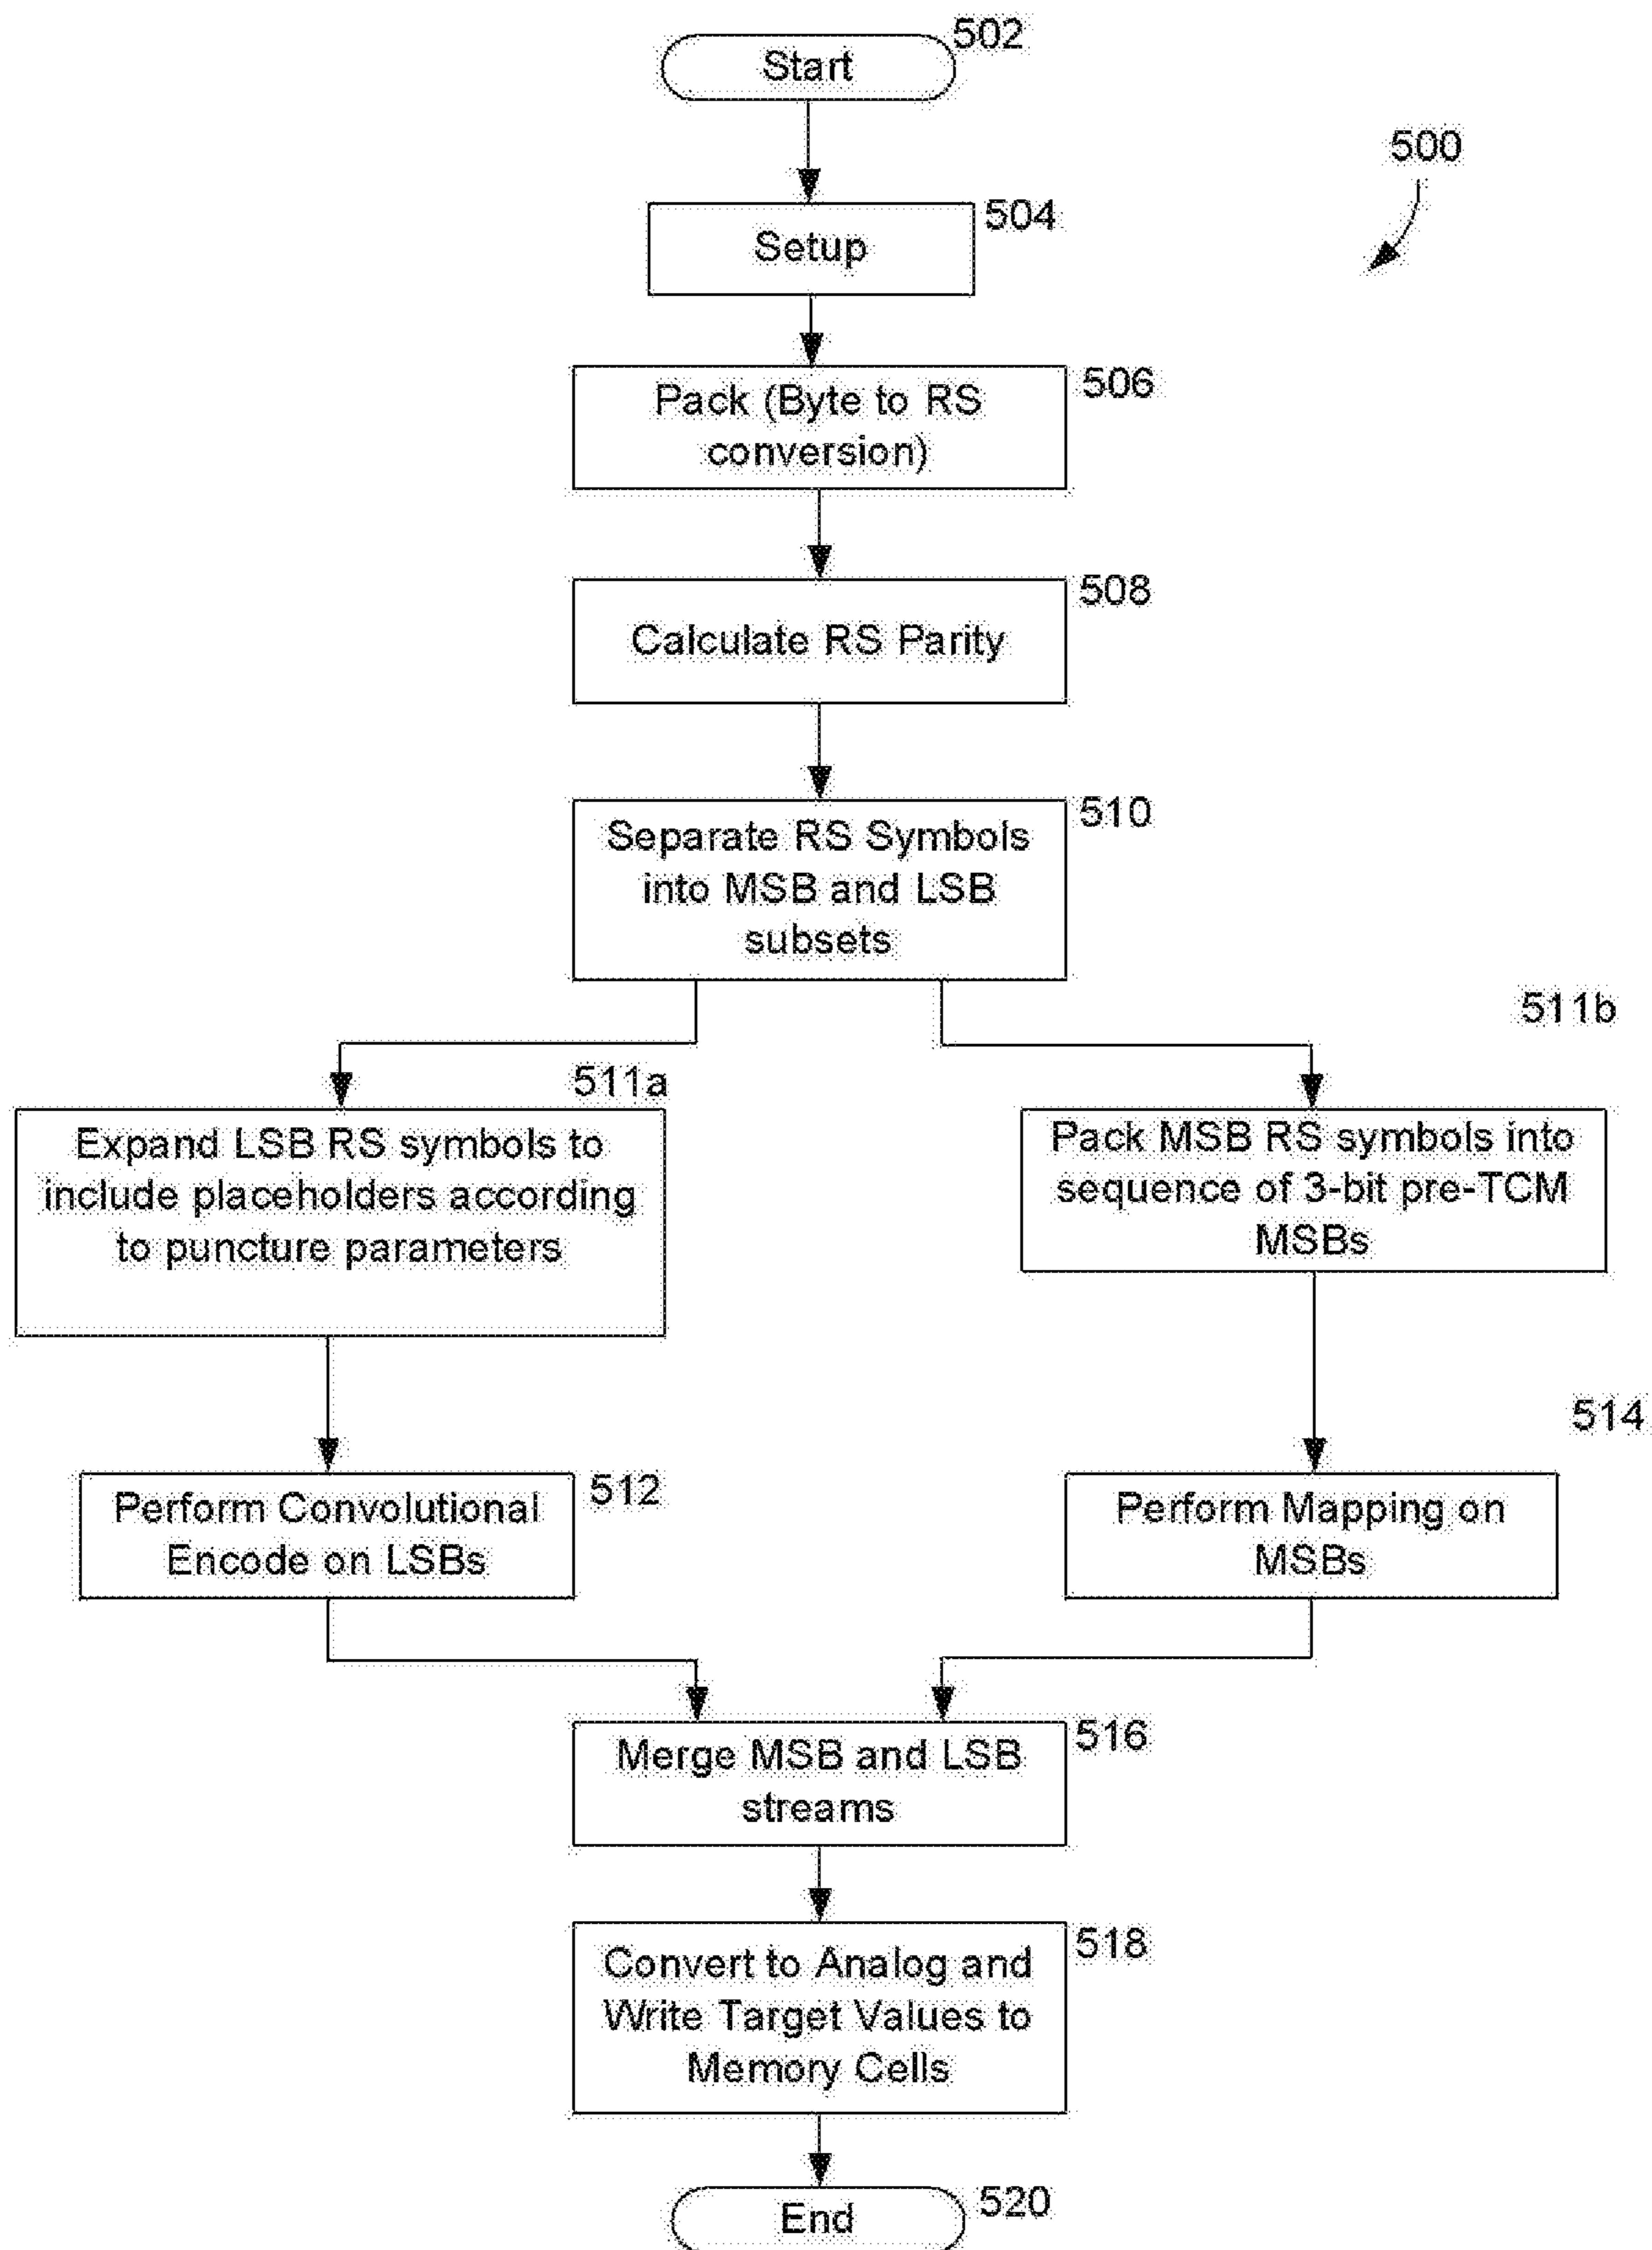 502
Start
500
504
Setup
506
Pack (Byte to RS
conversion)
508
Calculate RS Parity
510
Separate RS Symbols
into MSB and LSB
subsets
511b
511a
Expand LSB RS symbols to
include placeholders according
to puncture parameters
Pack MSB RS symbols into
sequence of 3-bit pre-TCM
MSBs
514
512
Perform Convolutional
Encode on LSBs
Perform Mapping on
MSBs
516
Merge MSB and LSB
streams
518
Convert to Analog and
Write Target Values to
Memory Cells
520
End